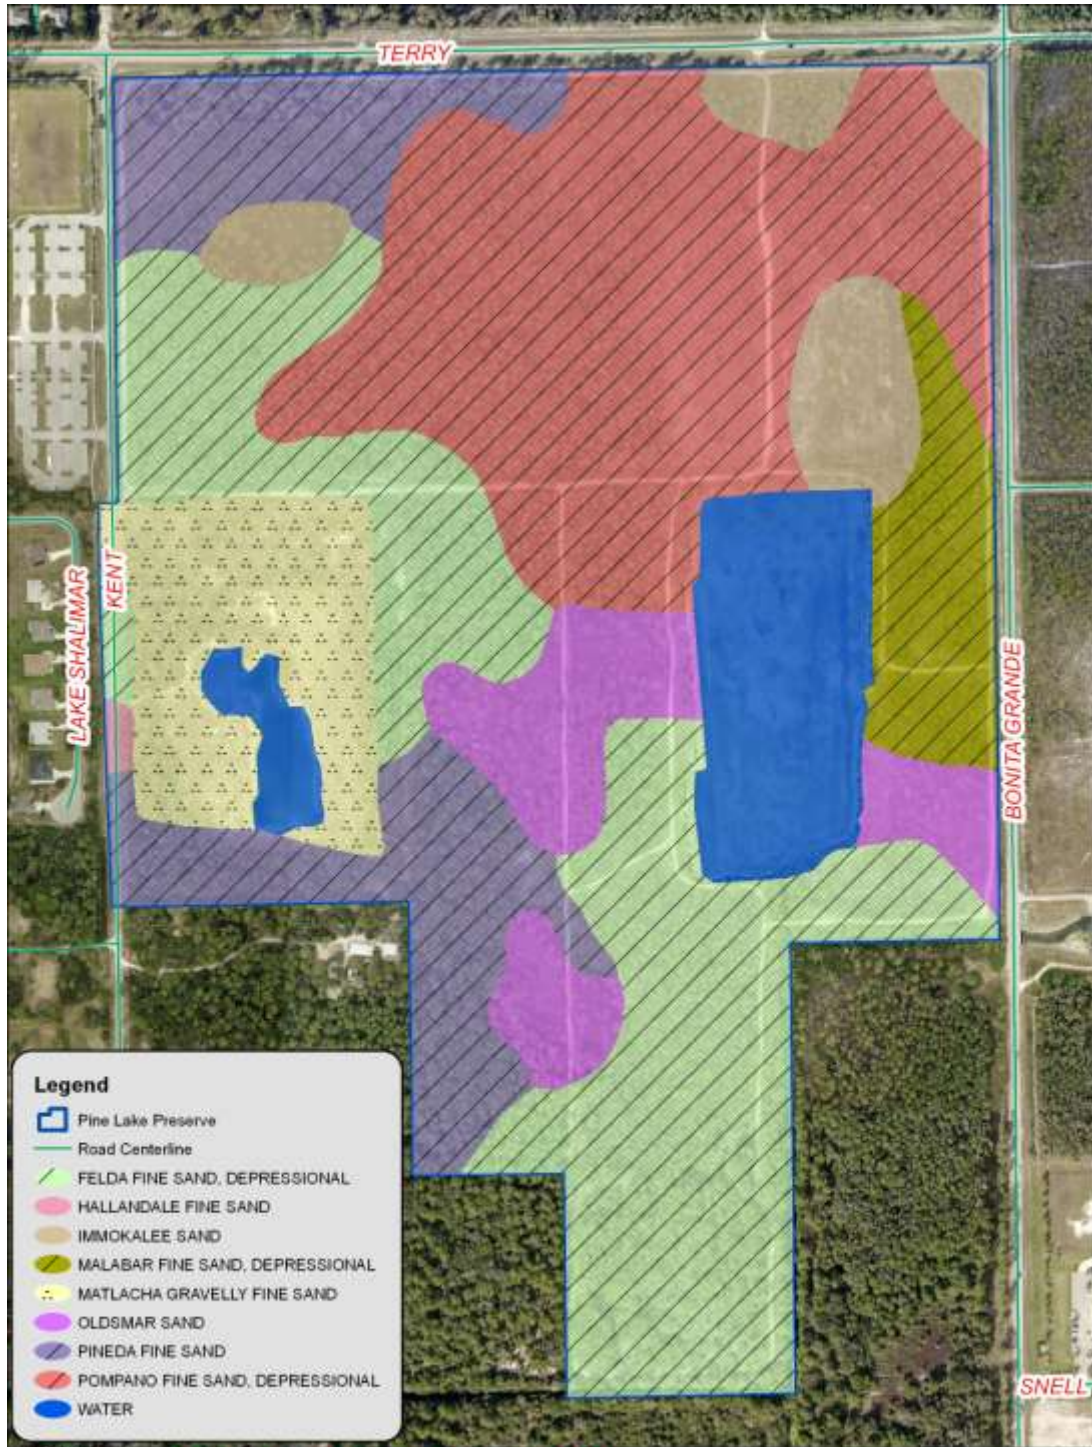 TERRY
KENT
LAKE SHALIMAR
BONITA GRANDE
Legend
Pine Lake Preserve
Road Centerline
FELDA FINE SAND, DEPRESSIONAL
HALLANDALE FINE SAND
IMMOKALEE SAND
MALABAR FINE SAND, DEPRESSIONAL
MATLACHA GRAVELLY FINE SAND
OLDSMAR SAND
PINEDA FINE SAND
POMPANO FINE SAND, DEPRESSIONAL
WATER
SNELL